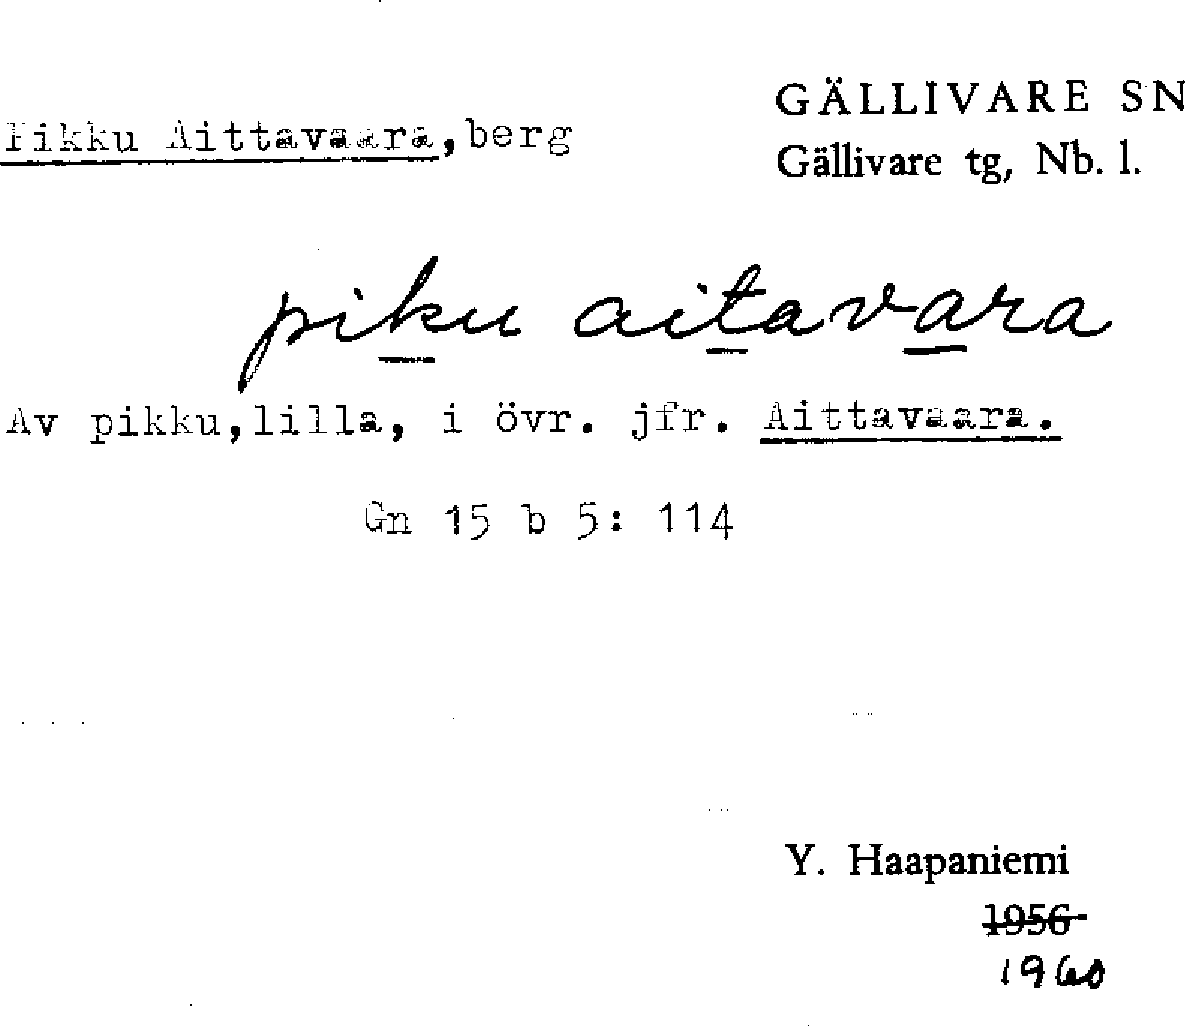 Pikku Aittavaara, berg
GÄLLIVARE SN
Gällivare tg, Nb. l.
piku aitavara
Av pikku, lilla, i övr. jfr. Aittavaara.
Gn 15 b 5: 114
Y. Haapaniemi
1956
1960